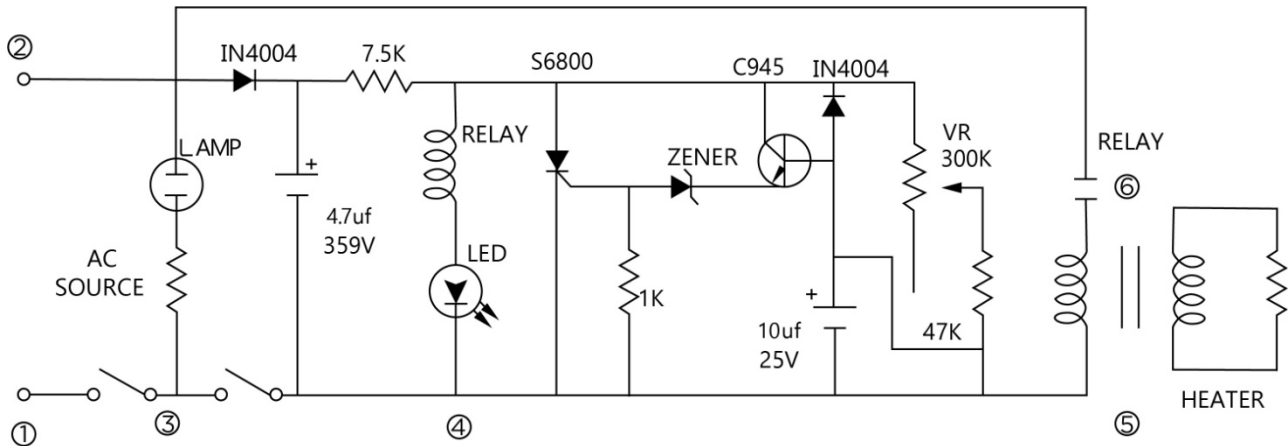 ②
IN4004
7.5K
S6800
C945
IN4004
LAMP
RELAY
ZENER
VR
300K
RELAY
⑥
+
4.7uf
359V
AC
SOURCE
LED
1K
+
10uf
25V
47K
HEATER
①
③
④
⑤